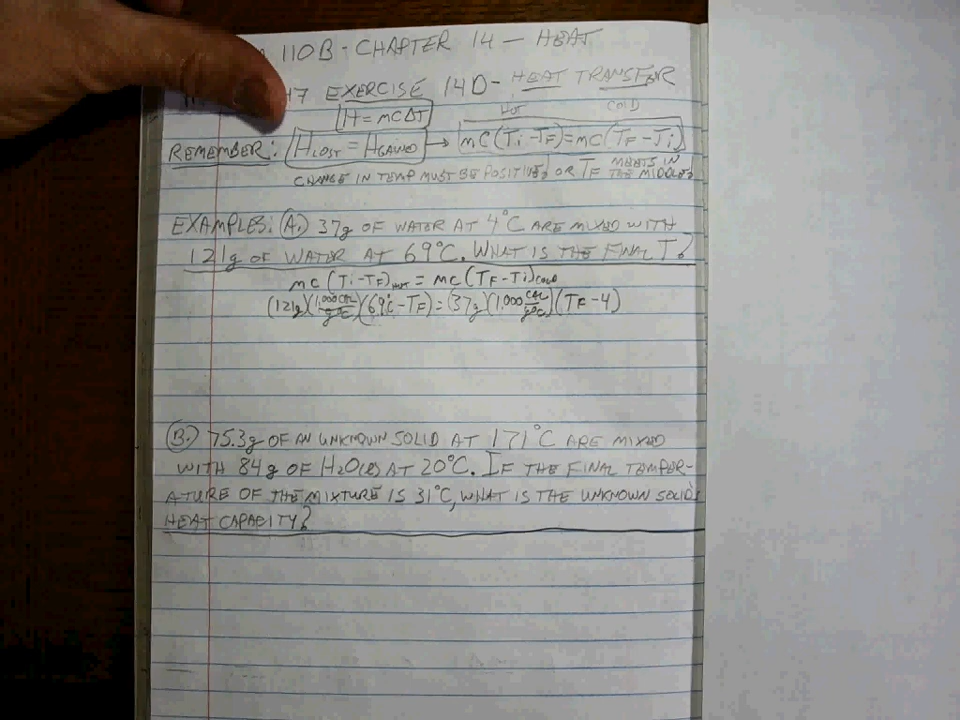 110B - CHAPTER 14 - HEAT
47 EXERCISE 14D - HEAT TRANSFER
H = mCΔT HOT COLD
REMEMBER: HLOST = HGAINED → mC(Ti-TF)=mC(TF-Ti)
CHANGE IN TEMP MUST BE POSITIVE! OR TF MEETS IN THE MIDDLE!
EXAMPLES: A.) 37g OF WATER AT 4°C ARE MIXED WITH
121g OF WATER AT 69°C. WHAT IS THE FINAL T?
mC(Ti-TF)HOT = mC(TF-Ti)COLD
(121g)(1.000 CAL/g°C)(69°C-TF)=(37g)(1.000 CAL/g°C)(TF-4)
B.) 75.3g OF AN UNKNOWN SOLID AT 171°C ARE MIXED
WITH 84g OF H2O(l) AT 20°C. IF THE FINAL TEMPER-
ATURE OF THE MIXTURE IS 31°C, WHAT IS THE UNKNOWN SOLID'S
HEAT CAPACITY?